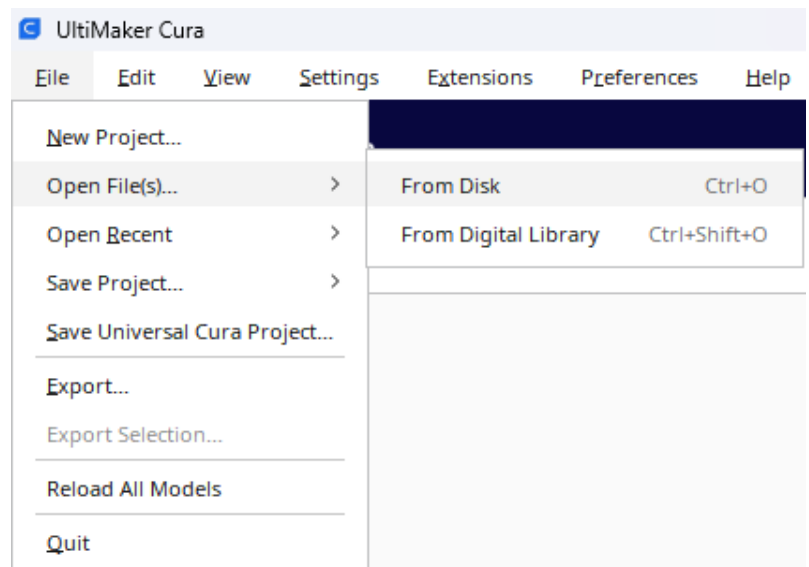 UltiMaker Cura
File Edit View Settings Extensions Preferences Help
New Project...
Open File(s)...
From Disk Ctrl+O
Open Recent
From Digital Library Ctrl+Shift+O
Save Project...
Save Universal Cura Project...
Export...
Export Selection...
Reload All Models
Quit